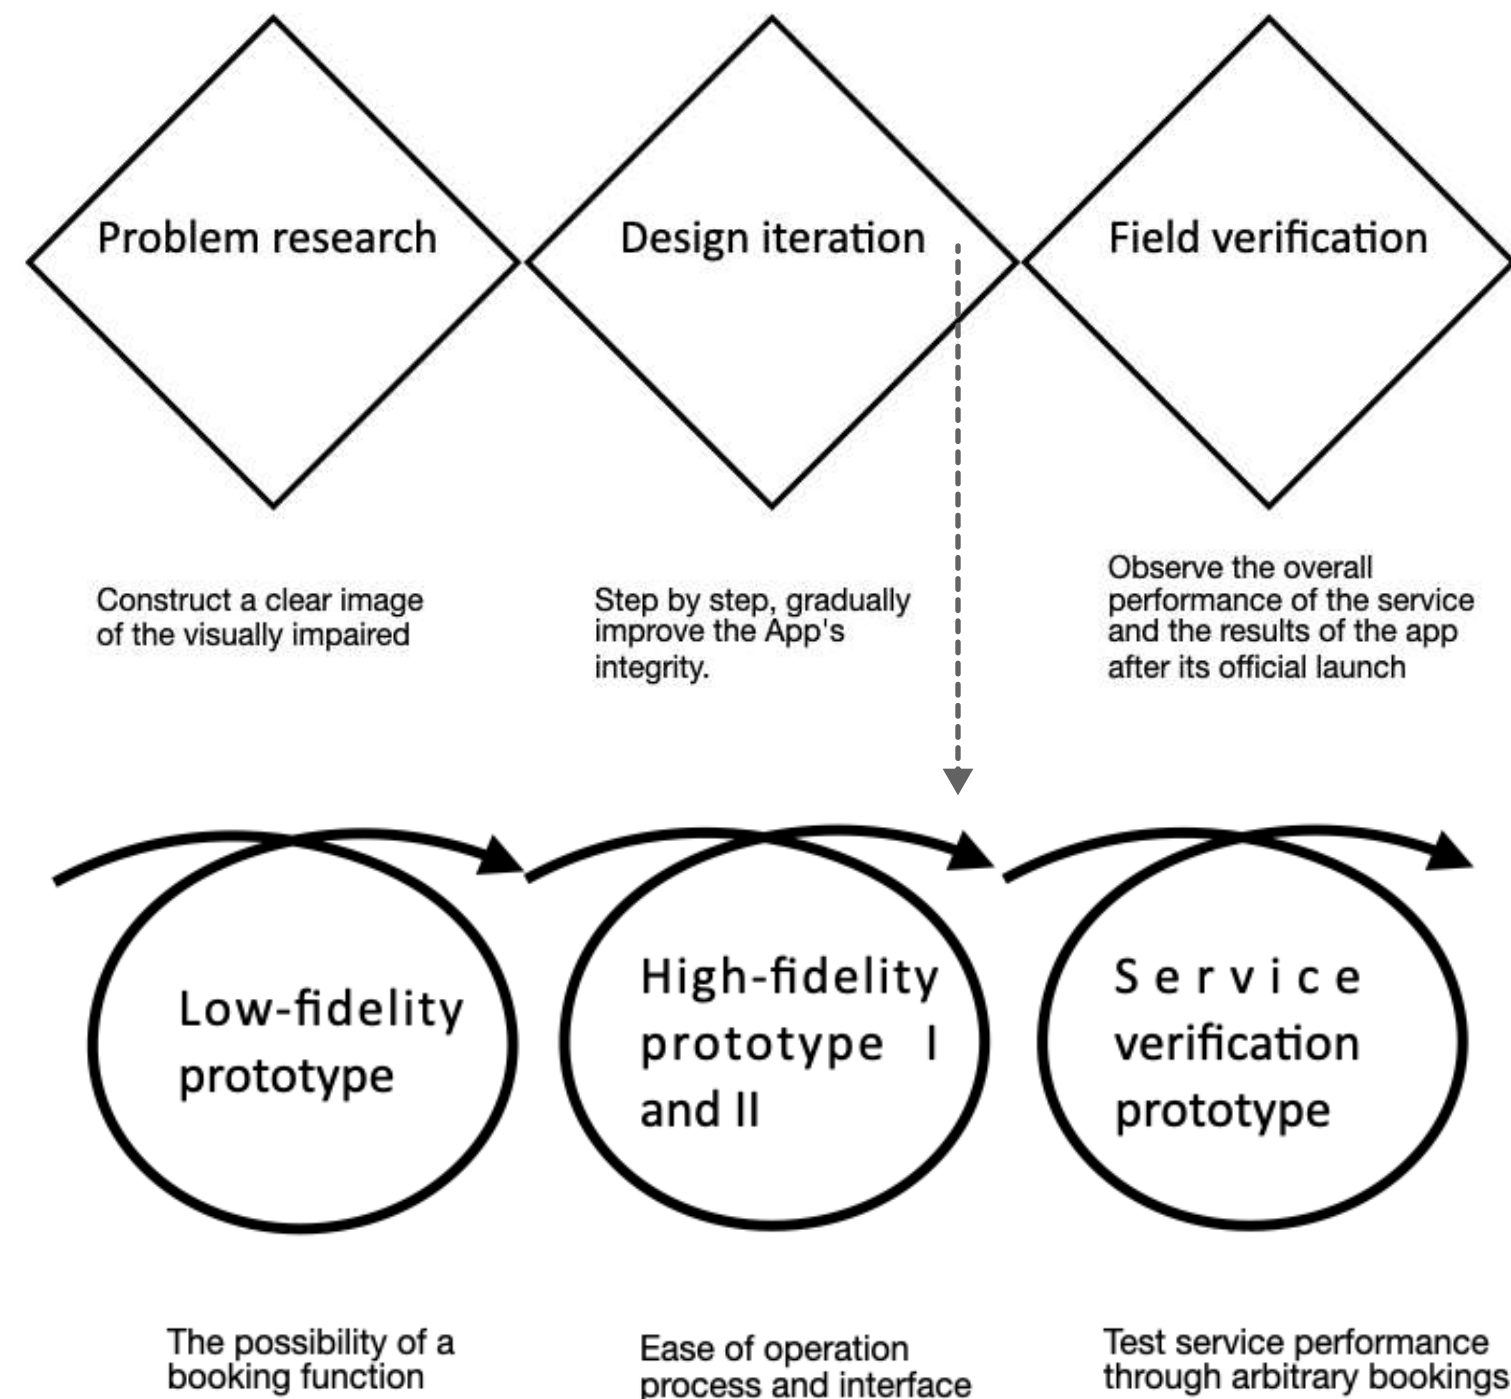 Problem research
Design iteration
Field verification
Construct a clear image
of the visually impaired
Step by step, gradually
improve the App's
integrity.
Observe the overall
performance of the service
and the results of the app
after its official launch
Low-fidelity
prototype
High-fidelity
prototype I
and II
Service
verification
prototype
The possibility of a
booking function
Ease of operation
process and interface
Test service performance
through arbitrary bookings